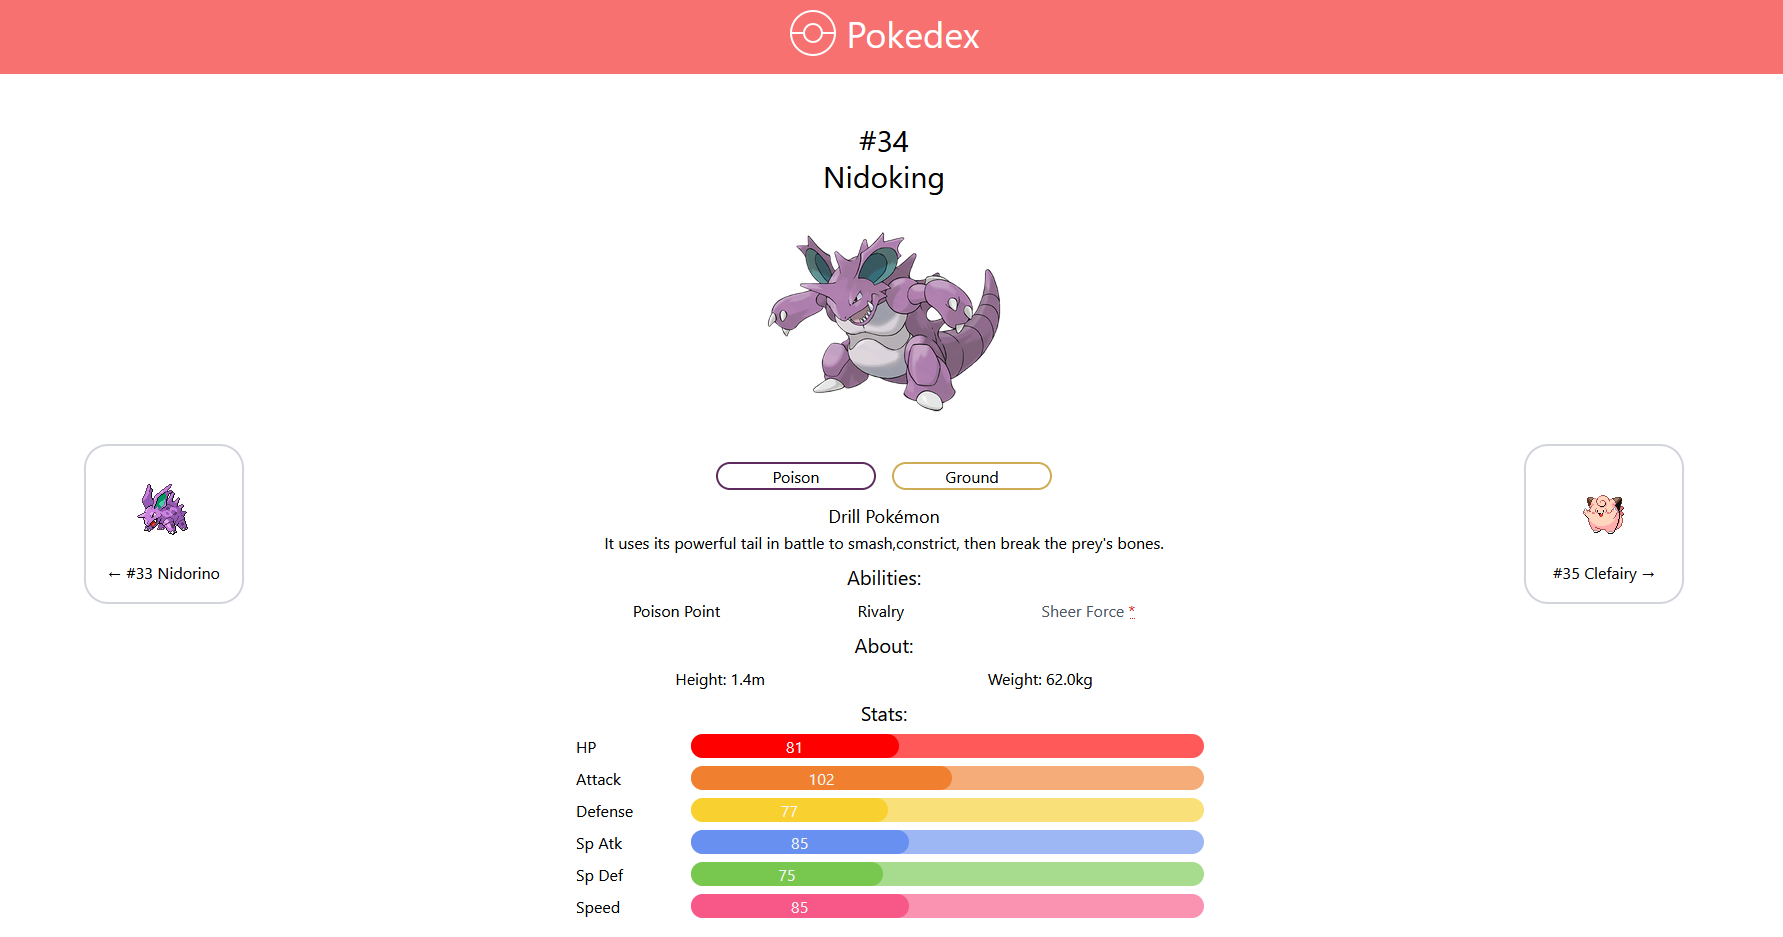 Pokedex
#34
Nidoking
Poison Ground
Drill Pokémon
It uses its powerful tail in battle to smash,constrict, then break the prey's bones.
← #33 Nidorino
#35 Clefairy →
Abilities:
Poison Point Rivalry Sheer Force *
About:
Height: 1.4m Weight: 62.0kg
Stats:
HP 81
Attack 102
Defense 77
Sp Atk 85
Sp Def 75
Speed 85